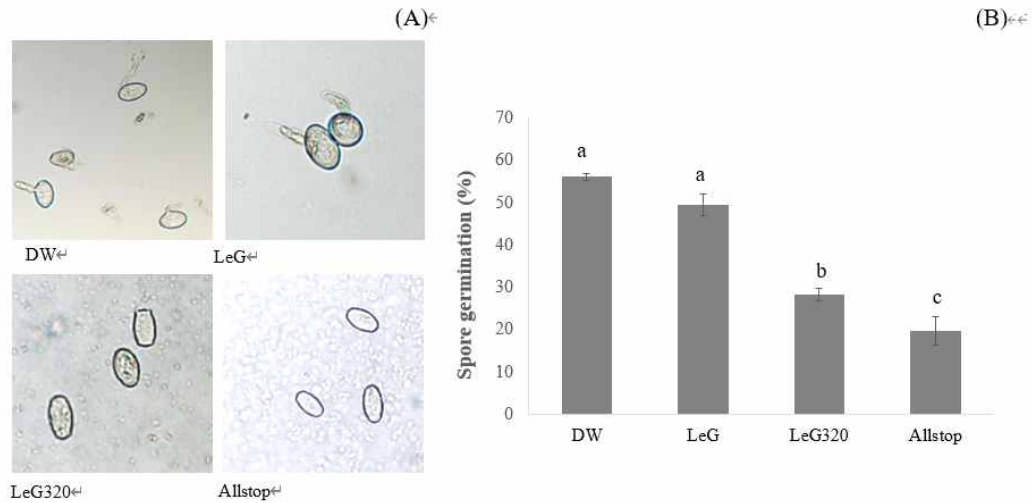 (A)↵
(B)↵↵
DW↵
LeG↵
LeG320↵
Allstop↵
Spore germination (%)
70
60
50
40
30
20
10
0
a
a
b
c
DW
LeG
LeG320
Allstop